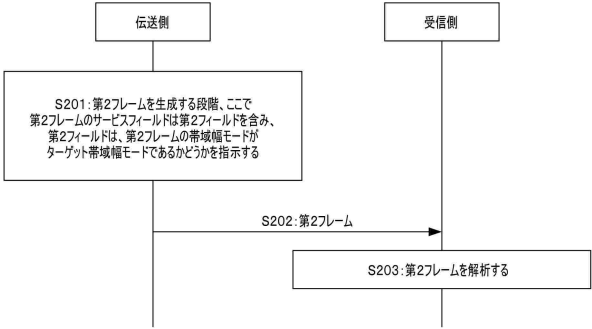 伝送側
受信側
S201:第2フレームを生成する段階、ここで
第2フレームのサービスフィールドは第2フィールドを含み、
第2フィールドは、第2フレームの帯域幅モードが
ターゲット帯域幅モードであるかどうかを指示する
S202:第2フレーム
S203:第2フレームを解析する